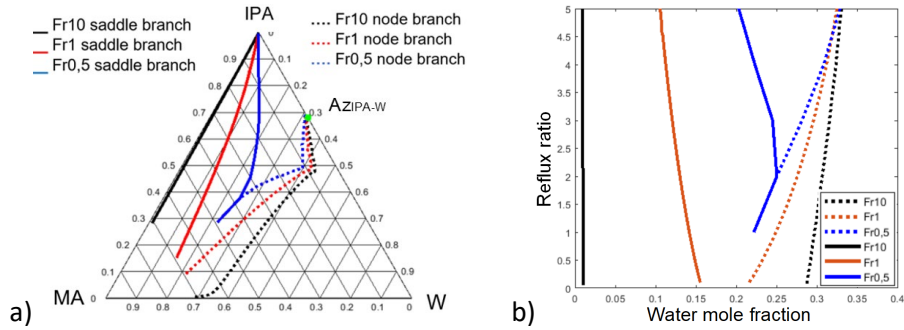 IPA
Fr10 saddle branch
Fr1 saddle branch
Fr0,5 saddle branch
Fr10 node branch
Fr1 node branch
Fr0,5 node branch
0
0.9 0.1
0.8 0.2
0.7 0.3
AZIPA-W
0.6 0.4
0.5 0.5
0.4 0.6
0.3 0.7
0.2 0.8
0.1 0.9
MA 0 W
0.9 0.8 0.7 0.6 0.5 0.4 0.3 0.2 0.1 0
a)
5
4.5
4
3.5
3
2.5
2
1.5
1
0.5
0
Reflux ratio
Fr10
Fr1
Fr0,5
Fr10
Fr1
Fr0,5
0 0.05 0.1 0.15 0.2 0.25 0.3 0.35 0.4
Water mole fraction
b)